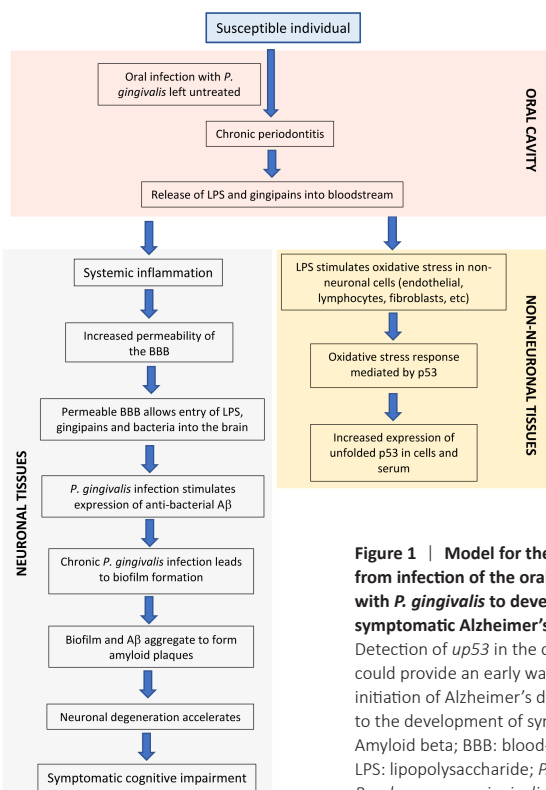 Susceptible individual
Oral infection with P.
gingivalis left untreated
Chronic periodontitis
Release of LPS and gingipains into bloodstream
ORAL CAVITY
Systemic inflammation
Increased permeability of
the BBB
Permeable BBB allows entry of LPS,
gingipains and bacteria into the brain
P. gingivalis infection stimulates
expression of anti-bacterial Aβ
Chronic P. gingivalis infection leads
to biofilm formation
Biofilm and Aβ aggregate to form
amyloid plaques
Neuronal degeneration accelerates
Symptomatic cognitive impairment
NEURONAL TISSUES
LPS stimulates oxidative stress in non-
neuronal cells (endothelial,
lymphocytes, fibroblasts, etc)
Oxidative stress response
mediated by p53
Increased expression of
unfolded p53 in cells and
serum
NON-NEURONAL TISSUES
Figure 1 | Model for the
from infection of the oral
with P. gingivalis to deve
symptomatic Alzheimer's
Detection of up53 in the c
could provide an early wa
initiation of Alzheimer's d
to the development of syr
Amyloid beta; BBB: blood-
LPS: lipopolysaccharide; P.